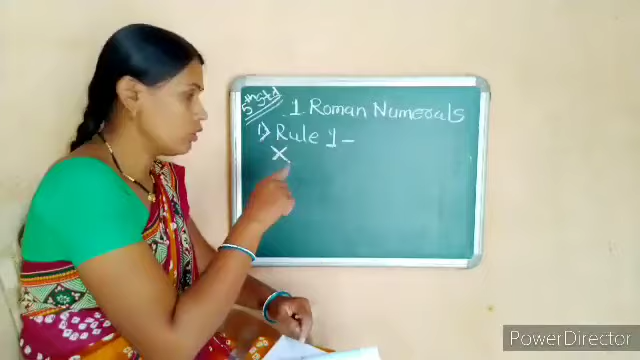 5th Std
1. Roman Numerals
1) Rule 1-
X
PowerDirector